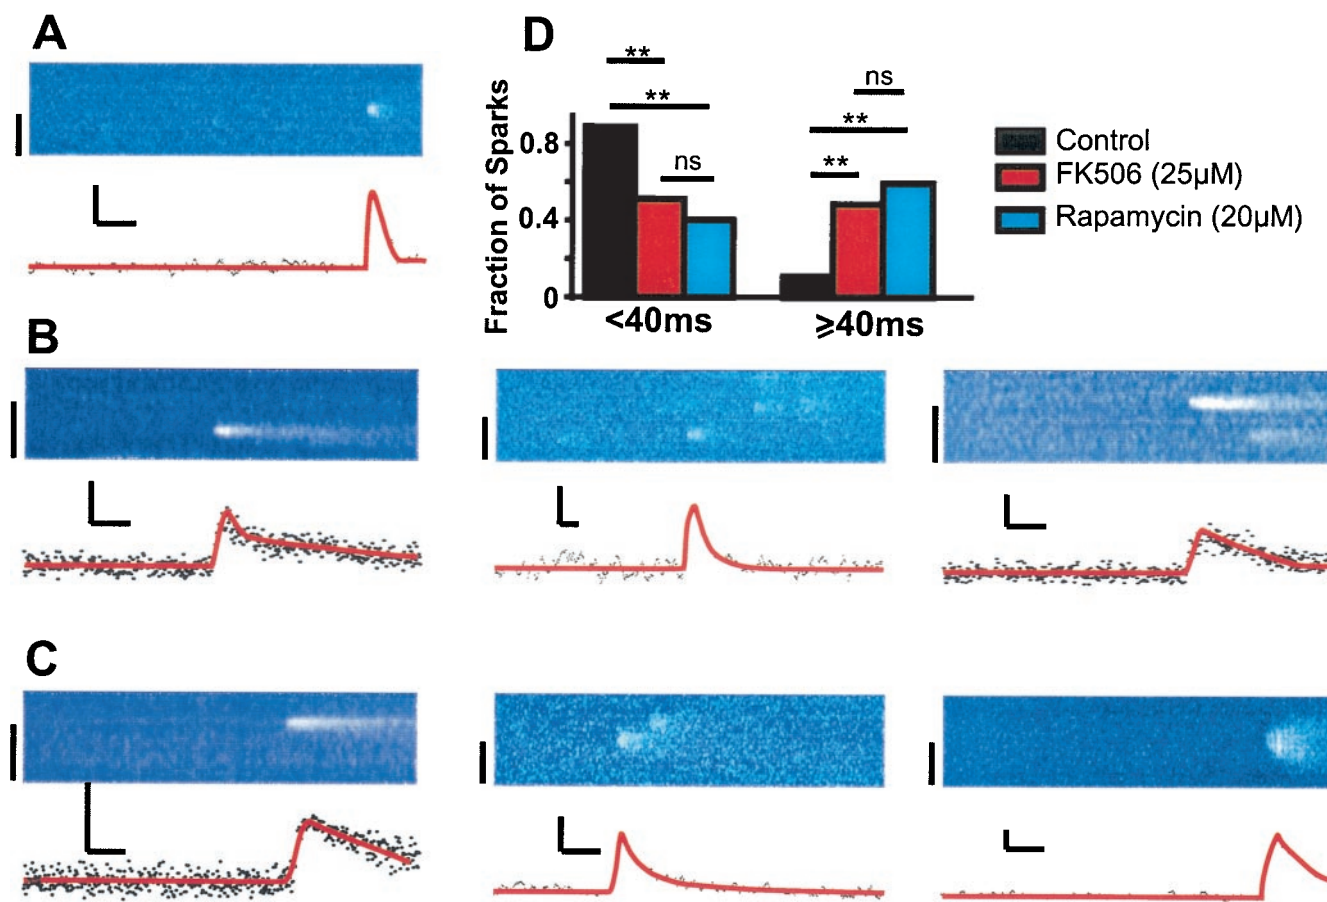 A
D
**
**
ns
ns
**
**
Fraction of Sparks
0.8
0.4
0
<40ms
≥40ms
Control
FK506 (25µM)
Rapamycin (20µM)
B
C